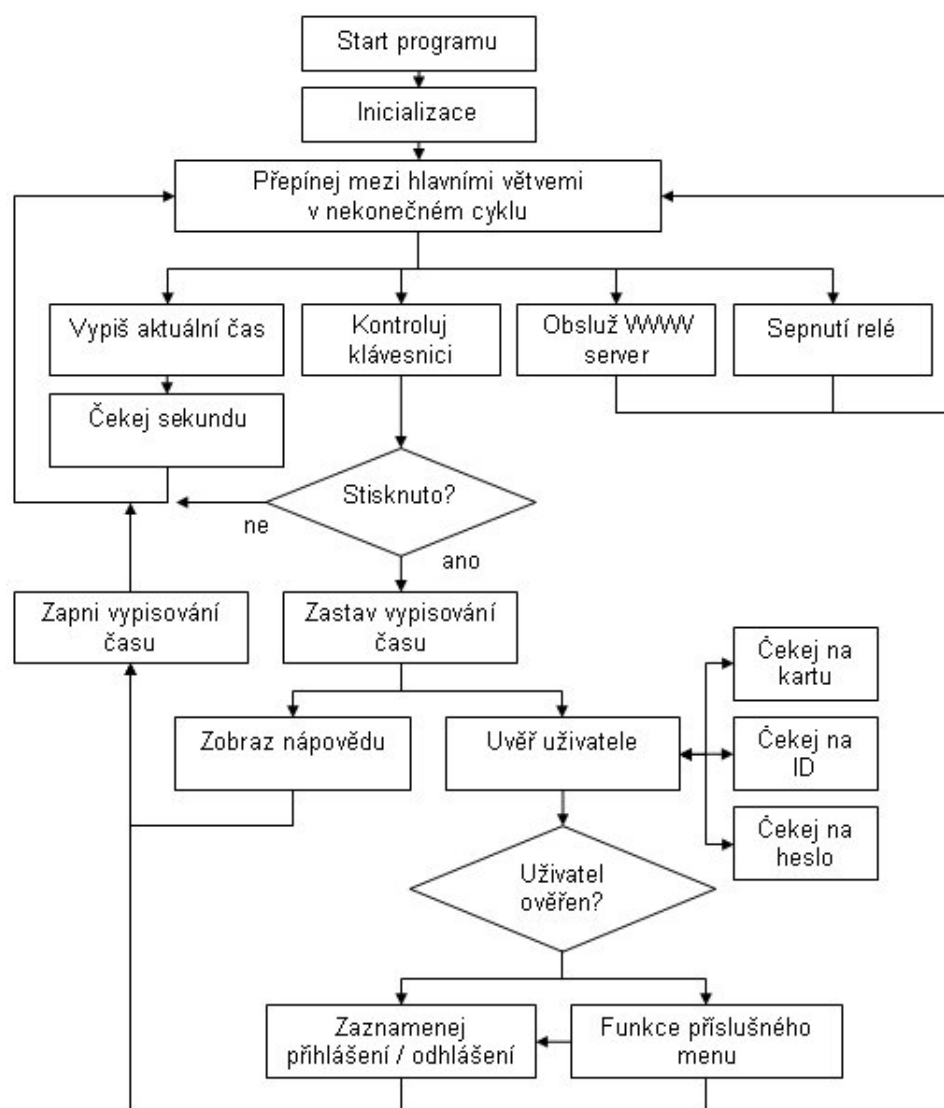 Start programu
Inicializace
Přepínej mezi hlavními větvemi
v nekonečném cyklu
Vypiš aktuální čas
Kontroluj
klávesnici
Obsluž WWW
server
Sepnutí relé
Čekej sekundu
Stisknuto?
ne
ano
Zapni vypisování
času
Zastav vypisování
času
Čekej na
kartu
Zobraz nápovědu
Uvěř uživatele
Čekej na
ID
Čekej na
heslo
Uživatel
ověřen?
Zaznamenej
přihlášení / odhlášení
Funkce příslušného
menu